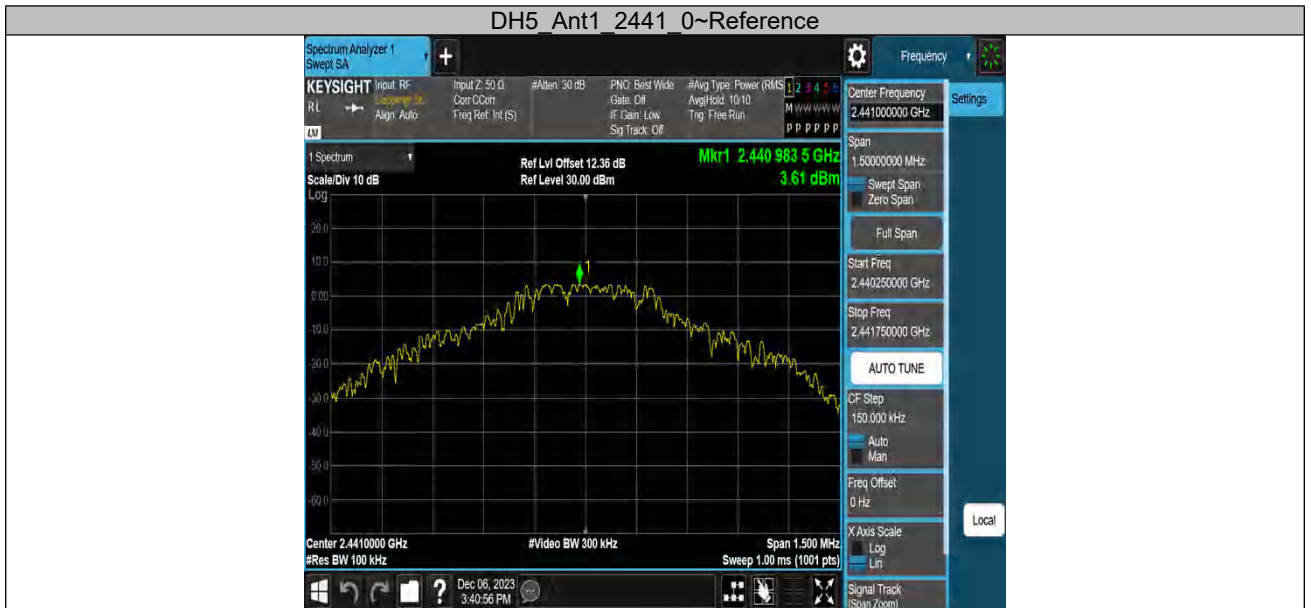 DH5_Ant1_2441_0~Reference
Spectrum Analyzer 1
Swept SA
+
Frequency
KEYSIGHT
Input: RF
Align: Auto
Input Z: 50 Ω
Corr CCorr
Freq Ref: Int (S)
#Atten: 30 dB
PNO: Best Wide
Gate: Off
IF Gain: Low
Sig Track: Off
#Avg Type: Power (RMS
Avg|Hold: 10/10
Trig: Free Run
1 2 3 4 5 6
M W W W W W
P P P P P P
RL
LXI
Center Frequency
2.441000000 GHz
Settings
Span
1.50000000 MHz
Swept Span
Zero Span
Full Span
Start Freq
2.440250000 GHz
Stop Freq
2.441750000 GHz
AUTO TUNE
CF Step
150.000 kHz
Auto
Man
Freq Offset
0 Hz
X Axis Scale
Log
Lin
Signal Track
(Span Zoom)
Local
1 Spectrum
Scale/Div 10 dB
Log
Ref Lvl Offset 12.36 dB
Ref Level 30.00 dBm
Mkr1 2.440 983 5 GHz
3.61 dBm
20.0
10.0
0.00
-10.0
-20.0
-30.0
-40.0
-50.0
-60.0
1
Center 2.4410000 GHz
#Res BW 100 kHz
#Video BW 300 kHz
Span 1.500 MHz
Sweep 1.00 ms (1001 pts)
?
Dec 06, 2023
3:40:56 PM